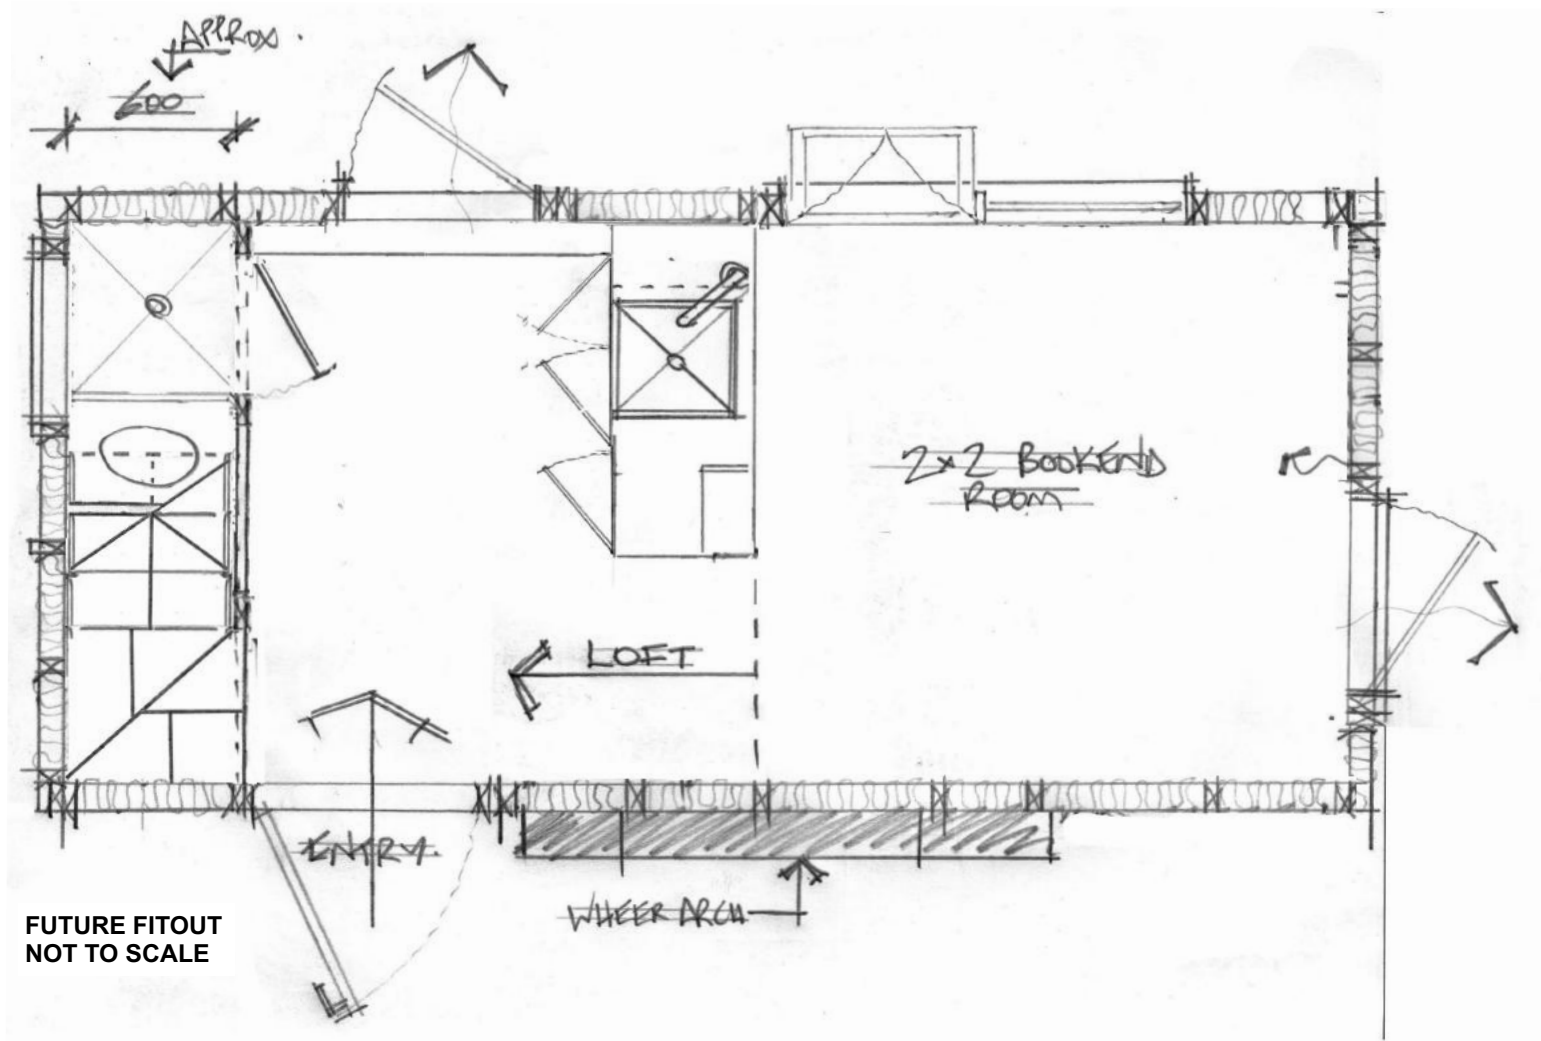 APPROX.
600
2x2 BOOKEND
ROOM
LOFT
ENTRY.
WHEEL ARCH
FUTURE FITOUT
NOT TO SCALE